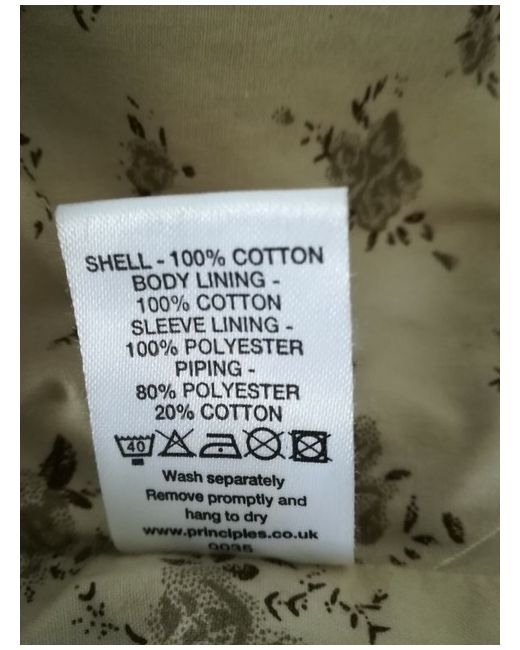 SHELL - 100% COTTON
BODY LINING -
100% COTTON
SLEEVE LINING -
100% POLYESTER
PIPING -
80% POLYESTER
20% COTTON
40
Wash separately
Remove promptly and
hang to dry
www.principles.co.uk
0035